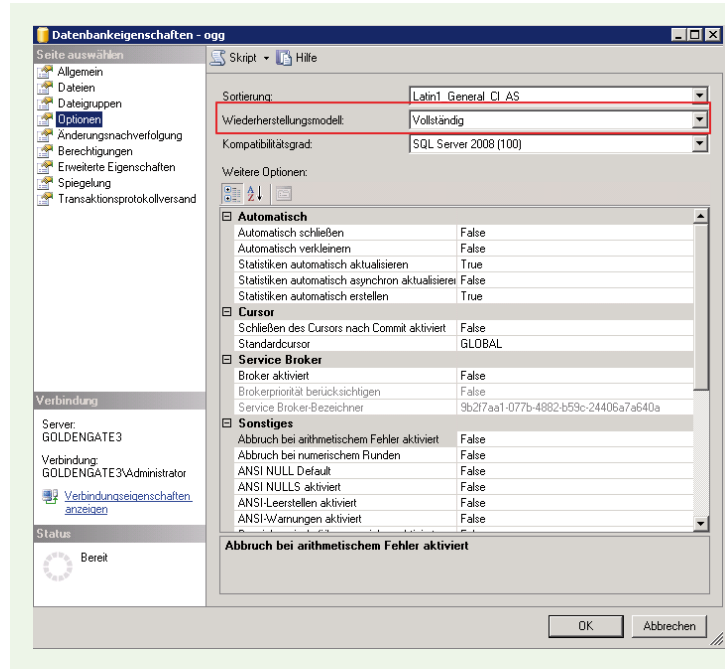 Datenbankeigenschaften - ogg
Seite auswählen
Allgemein
Dateien
Dateigruppen
Optionen
Änderungsnachverfolgung
Berechtigungen
Erweiterte Eigenschaften
Spiegelung
Transaktionsprotokollversand
Skript Hilfe
Sortierung: Latin1_General_CI_AS
Wiederherstellungsmodell: Vollständig
Kompatibilitätsgrad: SQL Server 2008 (100)
Weitere Optionen:
Automatisch
Automatisch schließen False
Automatisch verkleinern False
Statistiken automatisch aktualisieren True
Statistiken automatisch asynchron aktualisieren False
Statistiken automatisch erstellen True
Cursor
Schließen des Cursors nach Commit aktiviert False
Standardcursor GLOBAL
Service Broker
Broker aktiviert False
Brokerpriorität berücksichtigen False
Service Broker-Bezeichner 9b2f7aa1-077b-4882-b59c-24406a7a640a
Sonstiges
Abbruch bei arithmetischem Fehler aktiviert False
Abbruch bei numerischem Runden False
ANSI NULL Default False
ANSI NULLS aktiviert False
ANSI-Leerstellen aktiviert False
ANSI-Warnungen aktiviert False
Abbruch bei arithmetischem Fehler aktiviert
Verbindung
Server:
GOLDENGATE3
Verbindung:
GOLDENGATE3\Administrator
Verbindungseigenschaften
anzeigen
Status
Bereit
OK Abbrechen